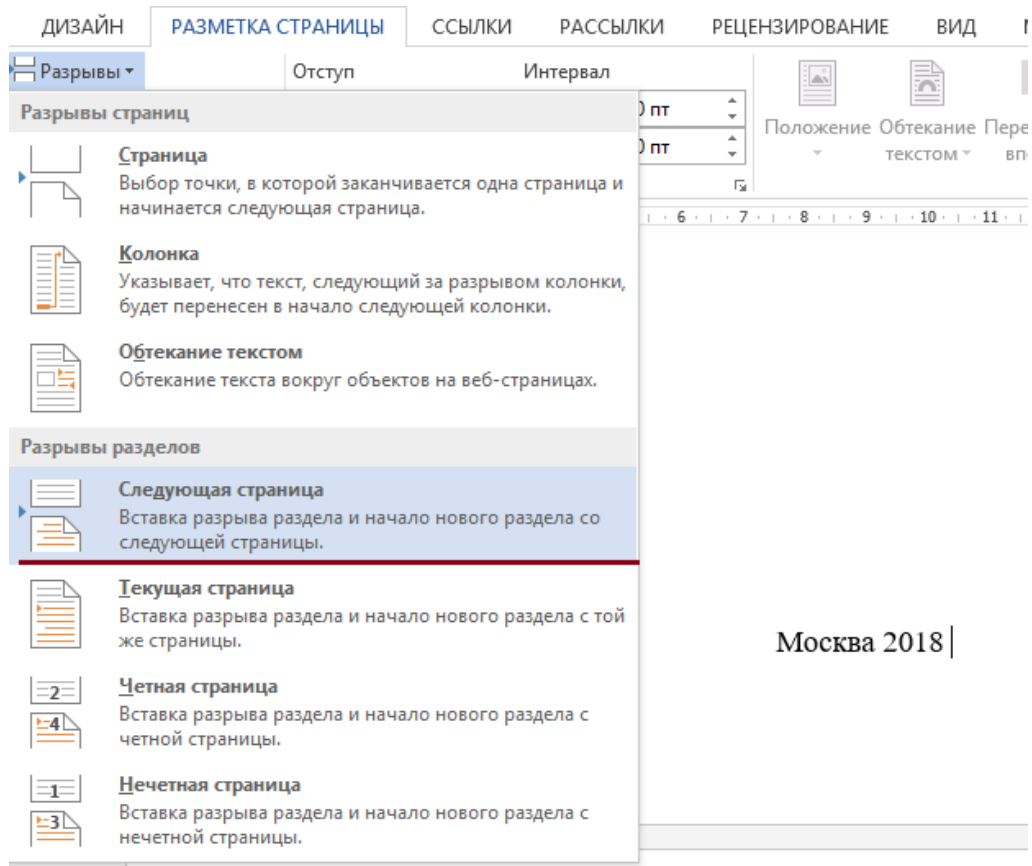 ДИЗАЙН РАЗМЕТКА СТРАНИЦЫ ССЫЛКИ РАССЫЛКИ РЕЦЕНЗИРОВАНИЕ ВИД
Разрывы Отступ Интервал
Разрывы страниц
пт
Положение Обтекание
пт
текстом
Страница
Выбор точки, в которой заканчивается одна страница и
начинается следующая страница.
6 7 8 9 10 11
Колонка
Указывает, что текст, следующий за разрывом колонки,
будет перенесен в начало следующей колонки.
Обтекание текстом
Обтекание текста вокруг объектов на веб-страницах.
Разрывы разделов
Следующая страница
Вставка разрыва раздела и начало нового раздела со
следующей страницы.
Текущая страница
Вставка разрыва раздела и начало нового раздела с той
же страницы.
Москва 2018
2
4
Четная страница
Вставка разрыва раздела и начало нового раздела с
четной страницы.
1
3
Нечетная страница
Вставка разрыва раздела и начало нового раздела с
нечетной страницы.